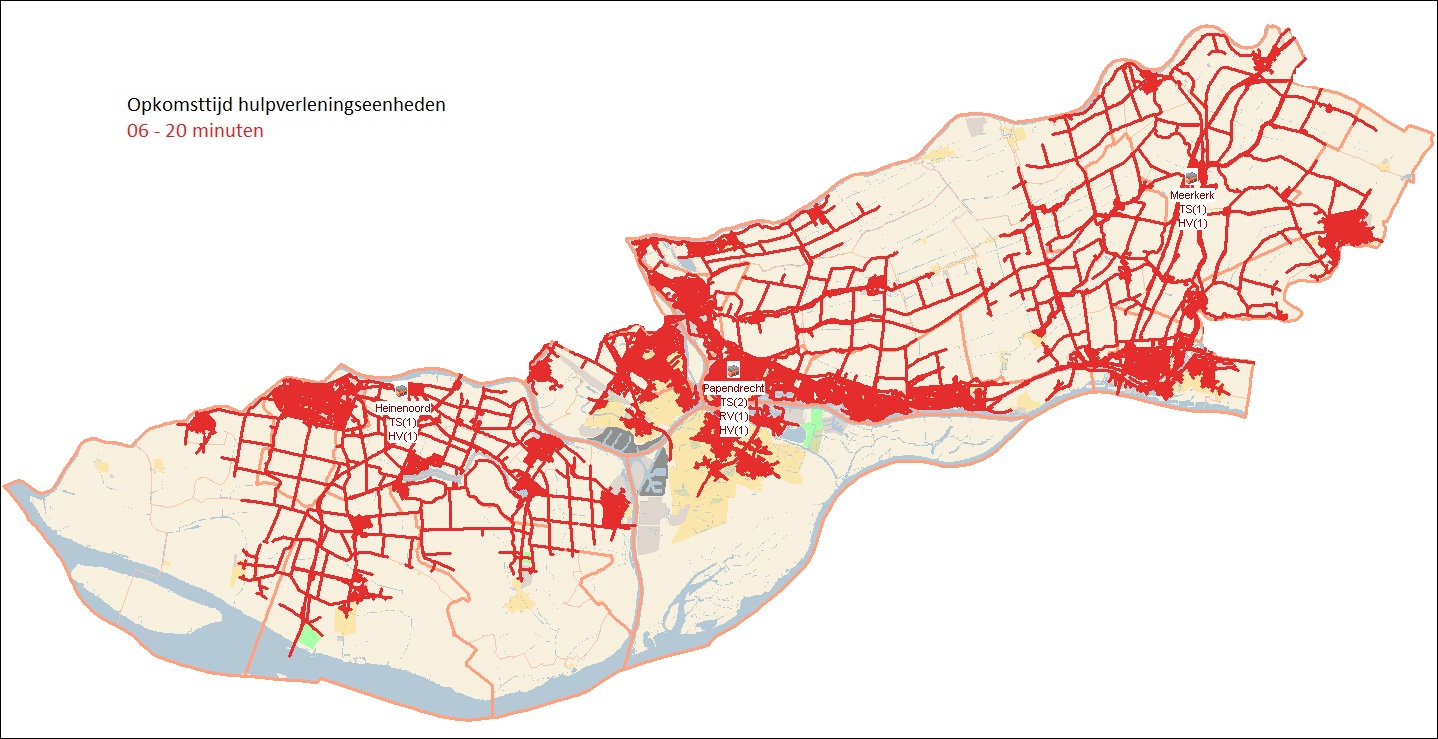 Opkomsttijd hulpverleningseenheden
06 - 20 minuten
Meerkerk
TS(1)
HV(1)
Papendrecht
TS(2)
RV(1)
HV(1)
Heinenoord
TS(1)
HV(1)